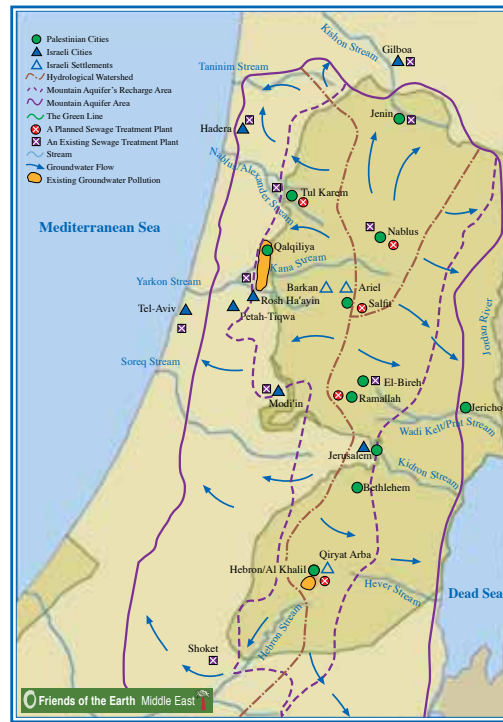 Palestinian Cities
Israeli Cities
Israeli Settlements
Hydrological Watershed
Mountain Aquifer's Recharge Area
Mountain Aquifer Area
The Green Line
A Planned Sewage Treatment Plant
An Existing Sewage Treatment Plant
Stream
Groundwater Flow
Existing Groundwater Pollution
Kishon Stream
Gilboa
Taninim Stream
Jenin
Hadera
Nablus/Alexander Stream
Tul Karem
Mediterranean Sea
Nablus
Qalqiliya
Kana Stream
Yarkon Stream
Barkan
Ariel
Rosh Ha'ayin
Salfit
Tel-Aviv
Petah-Tiqwa
Jordan River
Soreq Stream
El-Bireh
Modi'in
Ramallah
Jericho
Wadi Kelt/Prat Stream
Jerusalem
Kidron Stream
Bethlehem
Qiryat Arba
Hebron/Al Khalil
Hever Stream
Dead Sea
Hebron Stream
Shoket
Friends of the Earth Middle East